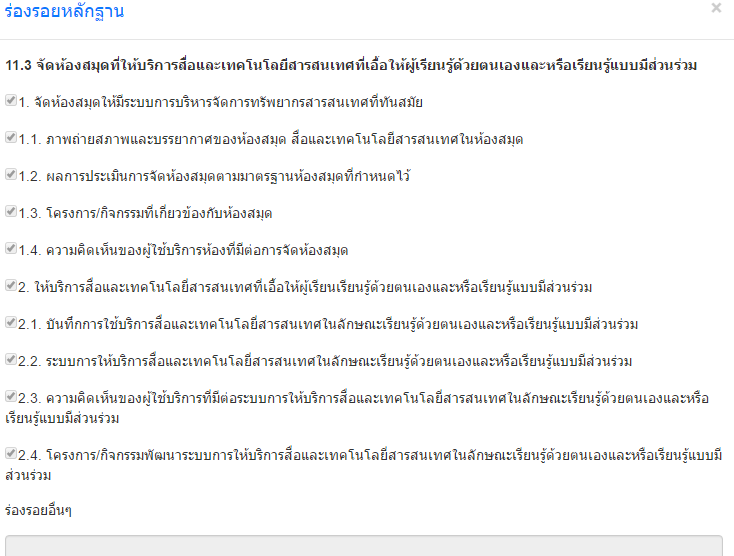 ร่องรอยหลักฐาน
×
11.3 จัดห้องสมุดที่ให้บริการสื่อและเทคโนโลยีสารสนเทศที่เอื้อให้ผู้เรียนรู้ด้วยตนเองและหรือเรียนรู้แบบมีส่วนร่วม
1. จัดห้องสมุดให้มีระบบการบริหารจัดการทรัพยากรสารสนเทศที่ทันสมัย
1.1. ภาพถ่ายสภาพและบรรยากาศของห้องสมุด สื่อและเทคโนโลยีสารสนเทศในห้องสมุด
1.2. ผลการประเมินการจัดห้องสมุดตามมาตรฐานห้องสมุดที่กำหนดไว้
1.3. โครงการ/กิจกรรมที่เกี่ยวข้องกับห้องสมุด
1.4. ความคิดเห็นของผู้ใช้บริการห้องที่มีต่อการจัดห้องสมุด
2. ให้บริการสื่อและเทคโนโลยีสารสนเทศที่เอื้อให้ผู้เรียนเรียนรู้ด้วยตนเองและหรือเรียนรู้แบบมีส่วนร่วม
2.1. บันทึกการใช้บริการสื่อและเทคโนโลยีสารสนเทศในลักษณะเรียนรู้ด้วยตนเองและหรือเรียนรู้แบบมีส่วนร่วม
2.2. ระบบการให้บริการสื่อและเทคโนโลยีสารสนเทศในลักษณะเรียนรู้ด้วยตนเองและหรือเรียนรู้แบบมีส่วนร่วม
2.3. ความคิดเห็นของผู้ใช้บริการที่มีต่อระบบการให้บริการสื่อและเทคโนโลยีสารสนเทศในลักษณะเรียนรู้ด้วยตนเองและหรือ
เรียนรู้แบบมีส่วนร่วม
2.4. โครงการ/กิจกรรมพัฒนาระบบการให้บริการสื่อและเทคโนโลยีสารสนเทศในลักษณะเรียนรู้ด้วยตนเองและหรือเรียนรู้แบบมี
ส่วนร่วม
ร่องรอยอื่นๆ